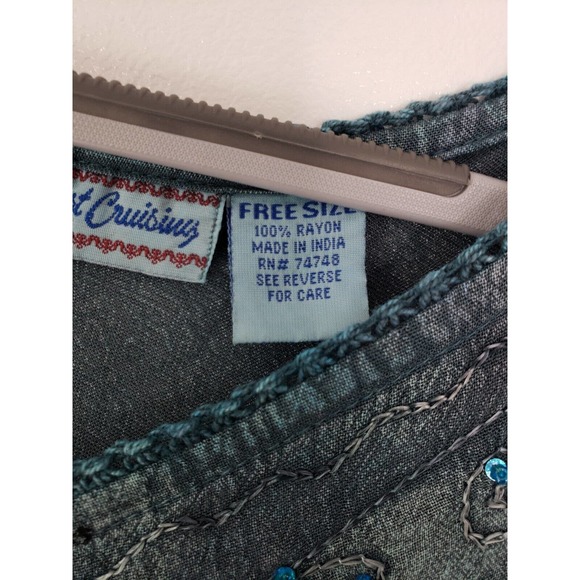 t Cruising
FREE SIZE
100% RAYON
MADE IN INDIA
RN# 74748
SEE REVERSE
FOR CARE